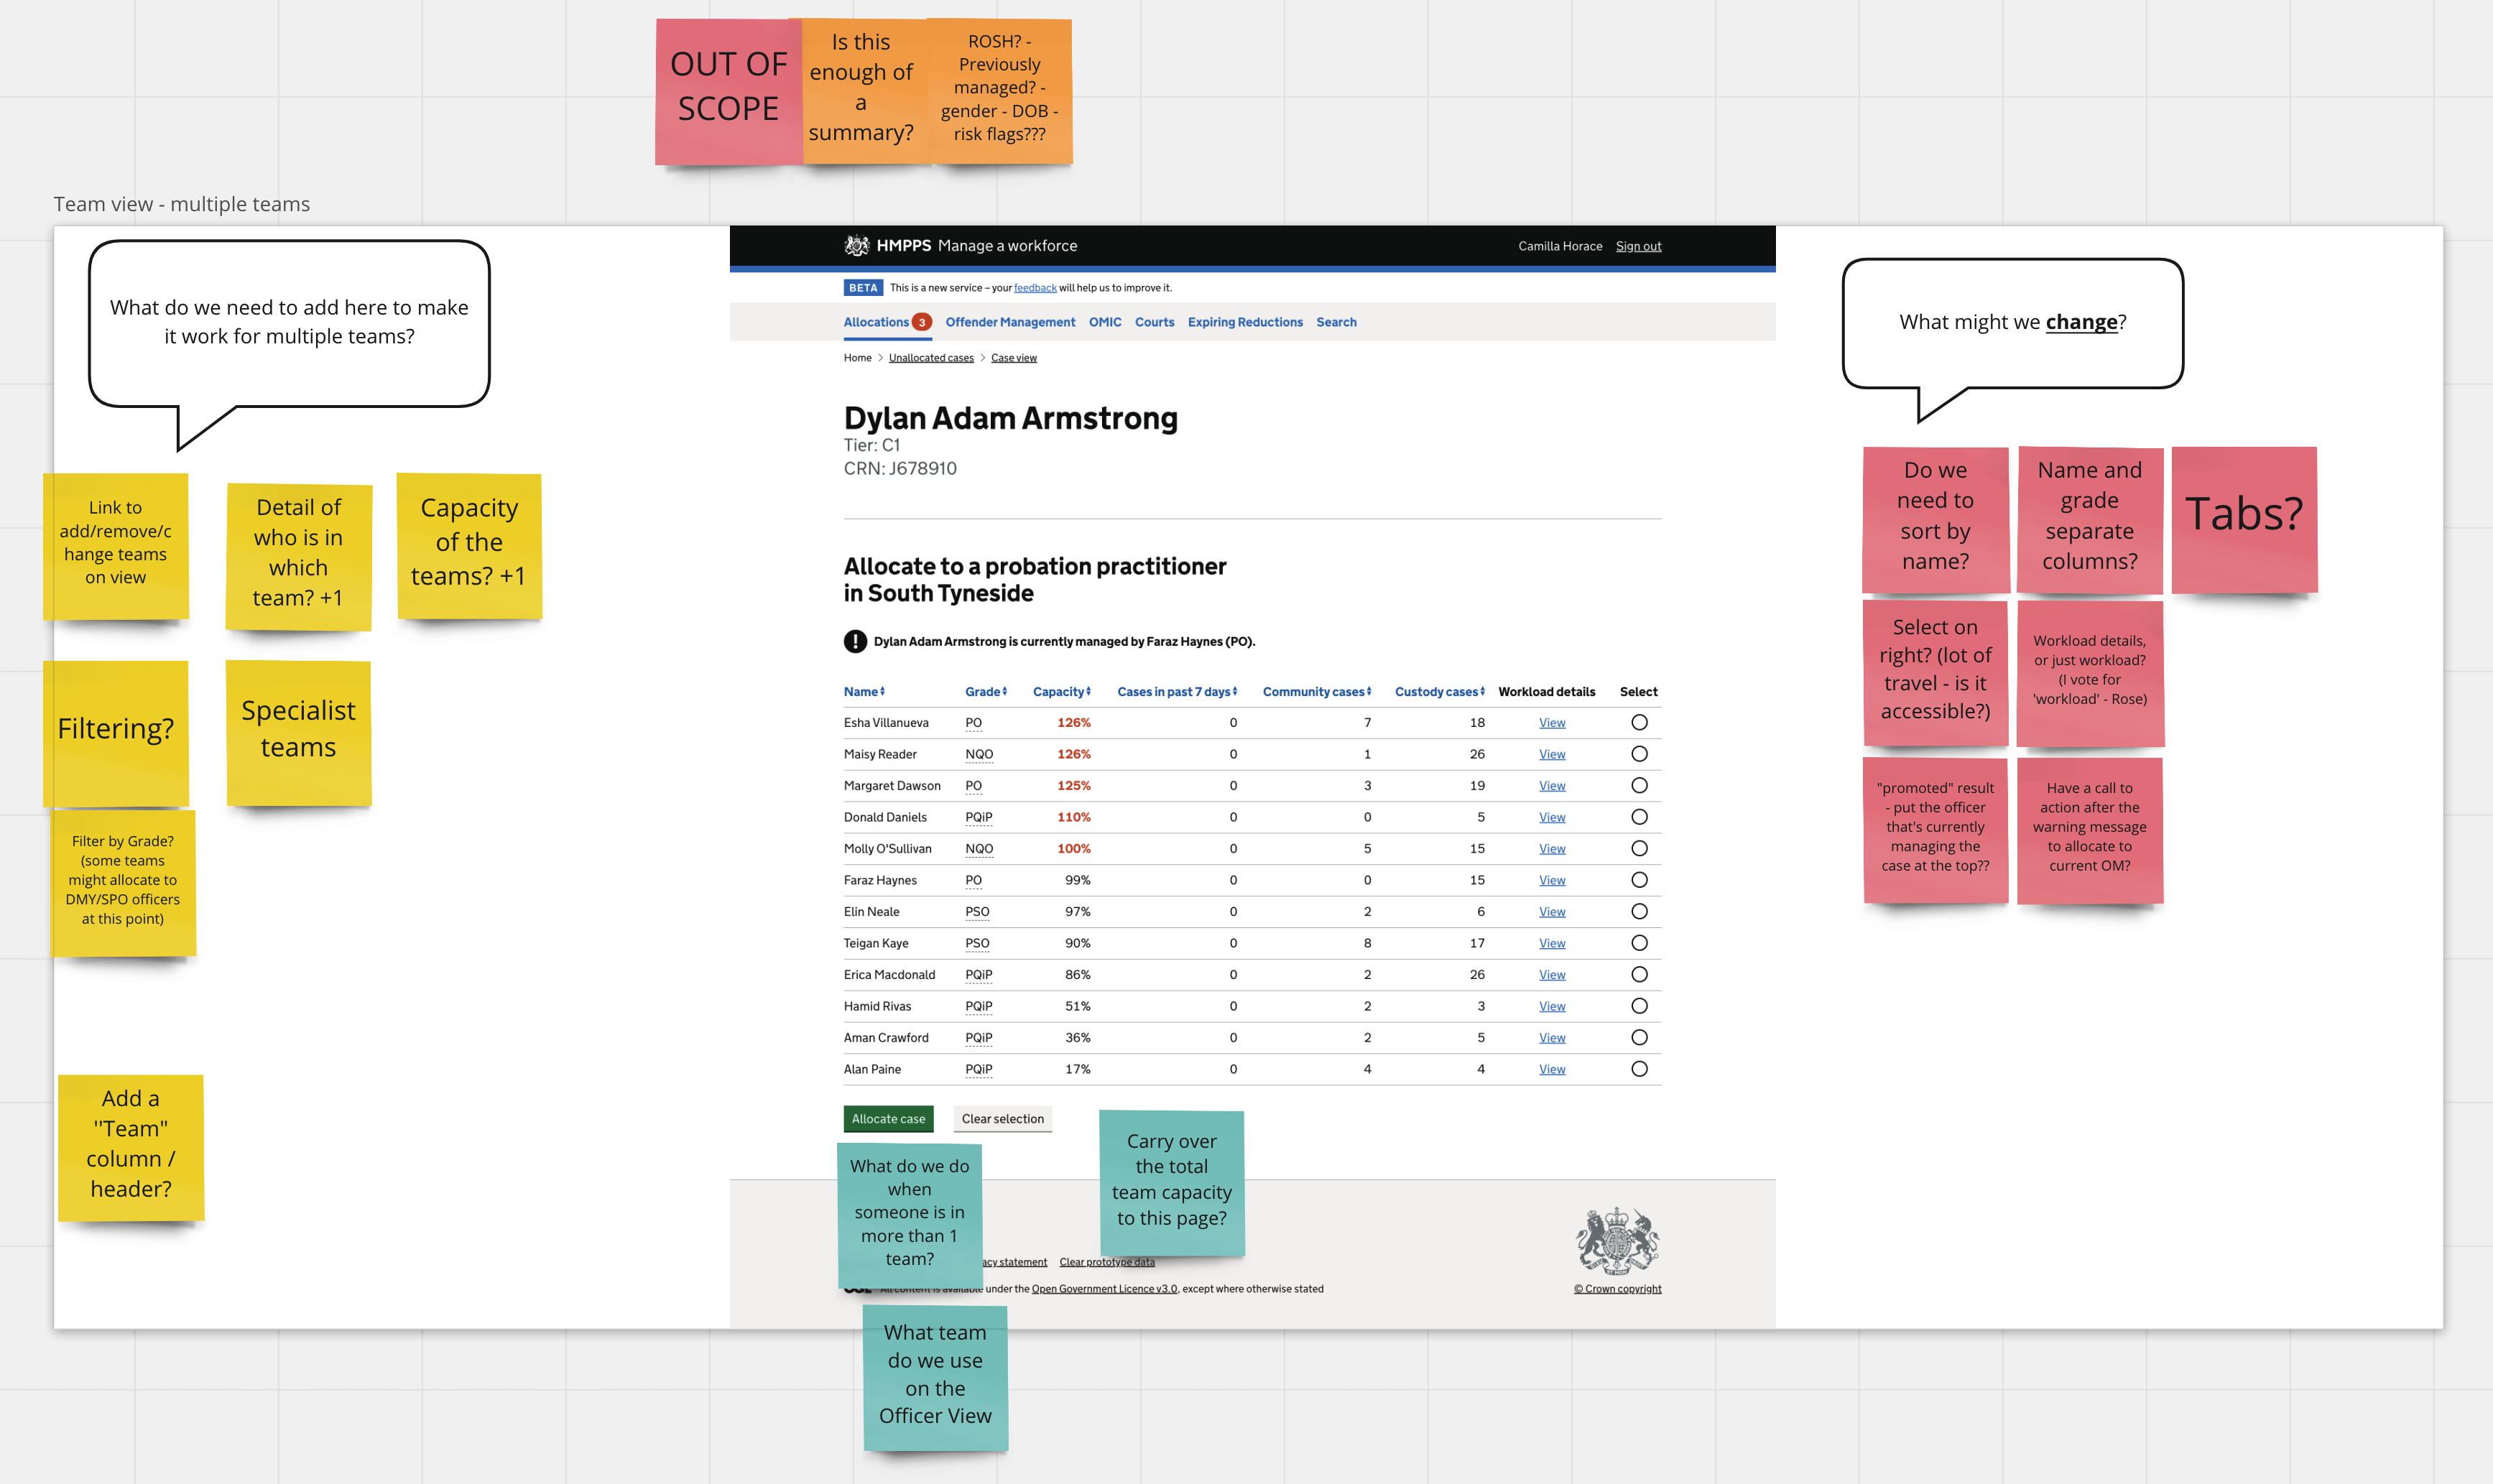 OUT OF
SCOPE
Is this
enough of
a
summary?
ROSH? -
Previously
managed? -
gender - DOB -
risk flags???
Team view - multiple teams
What do we need to add here to make
it work for multiple teams?
Link to
add/remove/c
hange teams
on view
Detail of
who is in
which
team? +1
Capacity
of the
teams? +1
Filtering?
Specialist
teams
Filter by Grade?
(some teams
might allocate to
DMY/SPO officers
at this point)
Add a
"Team"
column /
header?
HMPPS Manage a workforce
Camilla Horace Sign out
BETA This is a new service – your feedback will help us to improve it.
Allocations 3 Offender Management OMIC Courts Expiring Reductions Search
Home > Unallocated cases > Case view
Dylan Adam Armstrong
Tier: C1
CRN: J678910
Allocate to a probation practitioner
in South Tyneside
! Dylan Adam Armstrong is currently managed by Faraz Haynes (PO).
Name Grade Capacity Cases in past 7 days Community cases Custody cases Workload details Select
Esha Villanueva PO 126% 0 7 18 View
Maisy Reader NQO 126% 0 1 26 View
Margaret Dawson PO 125% 0 3 19 View
Donald Daniels PQiP 110% 0 0 5 View
Molly O'Sullivan NQO 100% 0 5 15 View
Faraz Haynes PO 99% 0 0 15 View
Elin Neale PSO 97% 0 2 6 View
Teigan Kaye PSO 90% 0 8 17 View
Erica Macdonald PQiP 86% 0 2 26 View
Hamid Rivas PQiP 51% 0 2 3 View
Aman Crawford PQiP 36% 0 2 5 View
Alan Paine PQiP 17% 0 4 4 View
Allocate case Clear selection
What do we do
when
someone is in
more than 1
team?
Carry over
the total
team capacity
to this page?
acy statement Clear prototype data
All content is available under the Open Government Licence v3.0, except where otherwise stated
© Crown copyright
What team
do we use
on the
Officer View
What might we change?
Do we
need to
sort by
name?
Name and
grade
separate
columns?
Tabs?
Select on
right? (lot of
travel - is it
accessible?)
Workload details,
or just workload?
(I vote for
'workload' - Rose)
"promoted" result
- put the officer
that's currently
managing the
case at the top??
Have a call to
action after the
warning message
to allocate to
current OM?